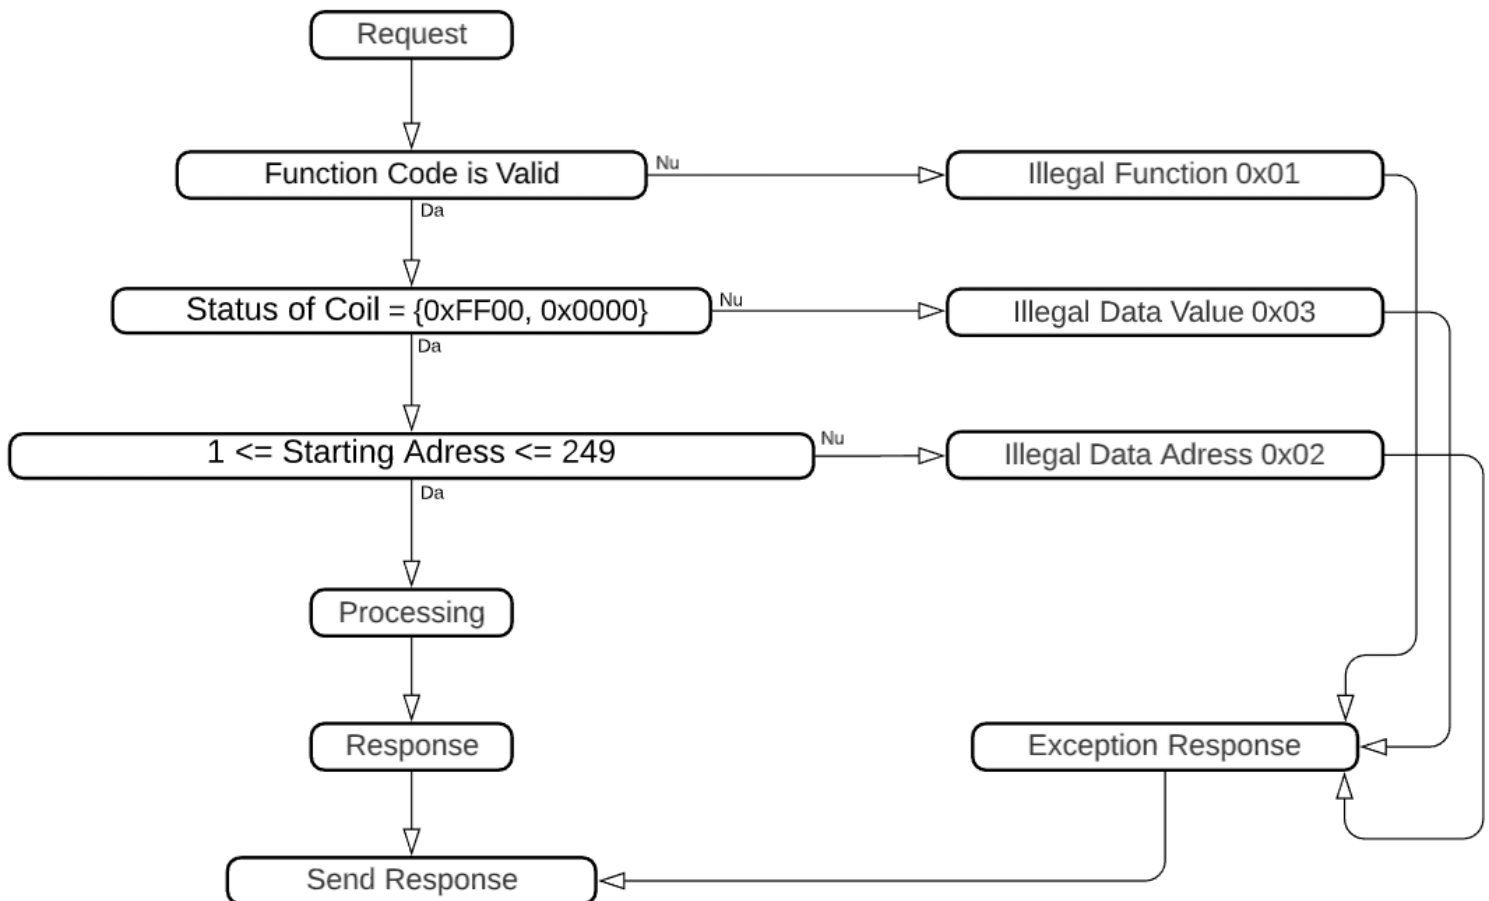 Request
Function Code is Valid
Nu
Illegal Function 0x01
Da
Status of Coil = {0xFF00, 0x0000}
Nu
Illegal Data Value 0x03
Da
1 <= Starting Adress <= 249
Nu
Illegal Data Adress 0x02
Da
Processing
Response
Exception Response
Send Response